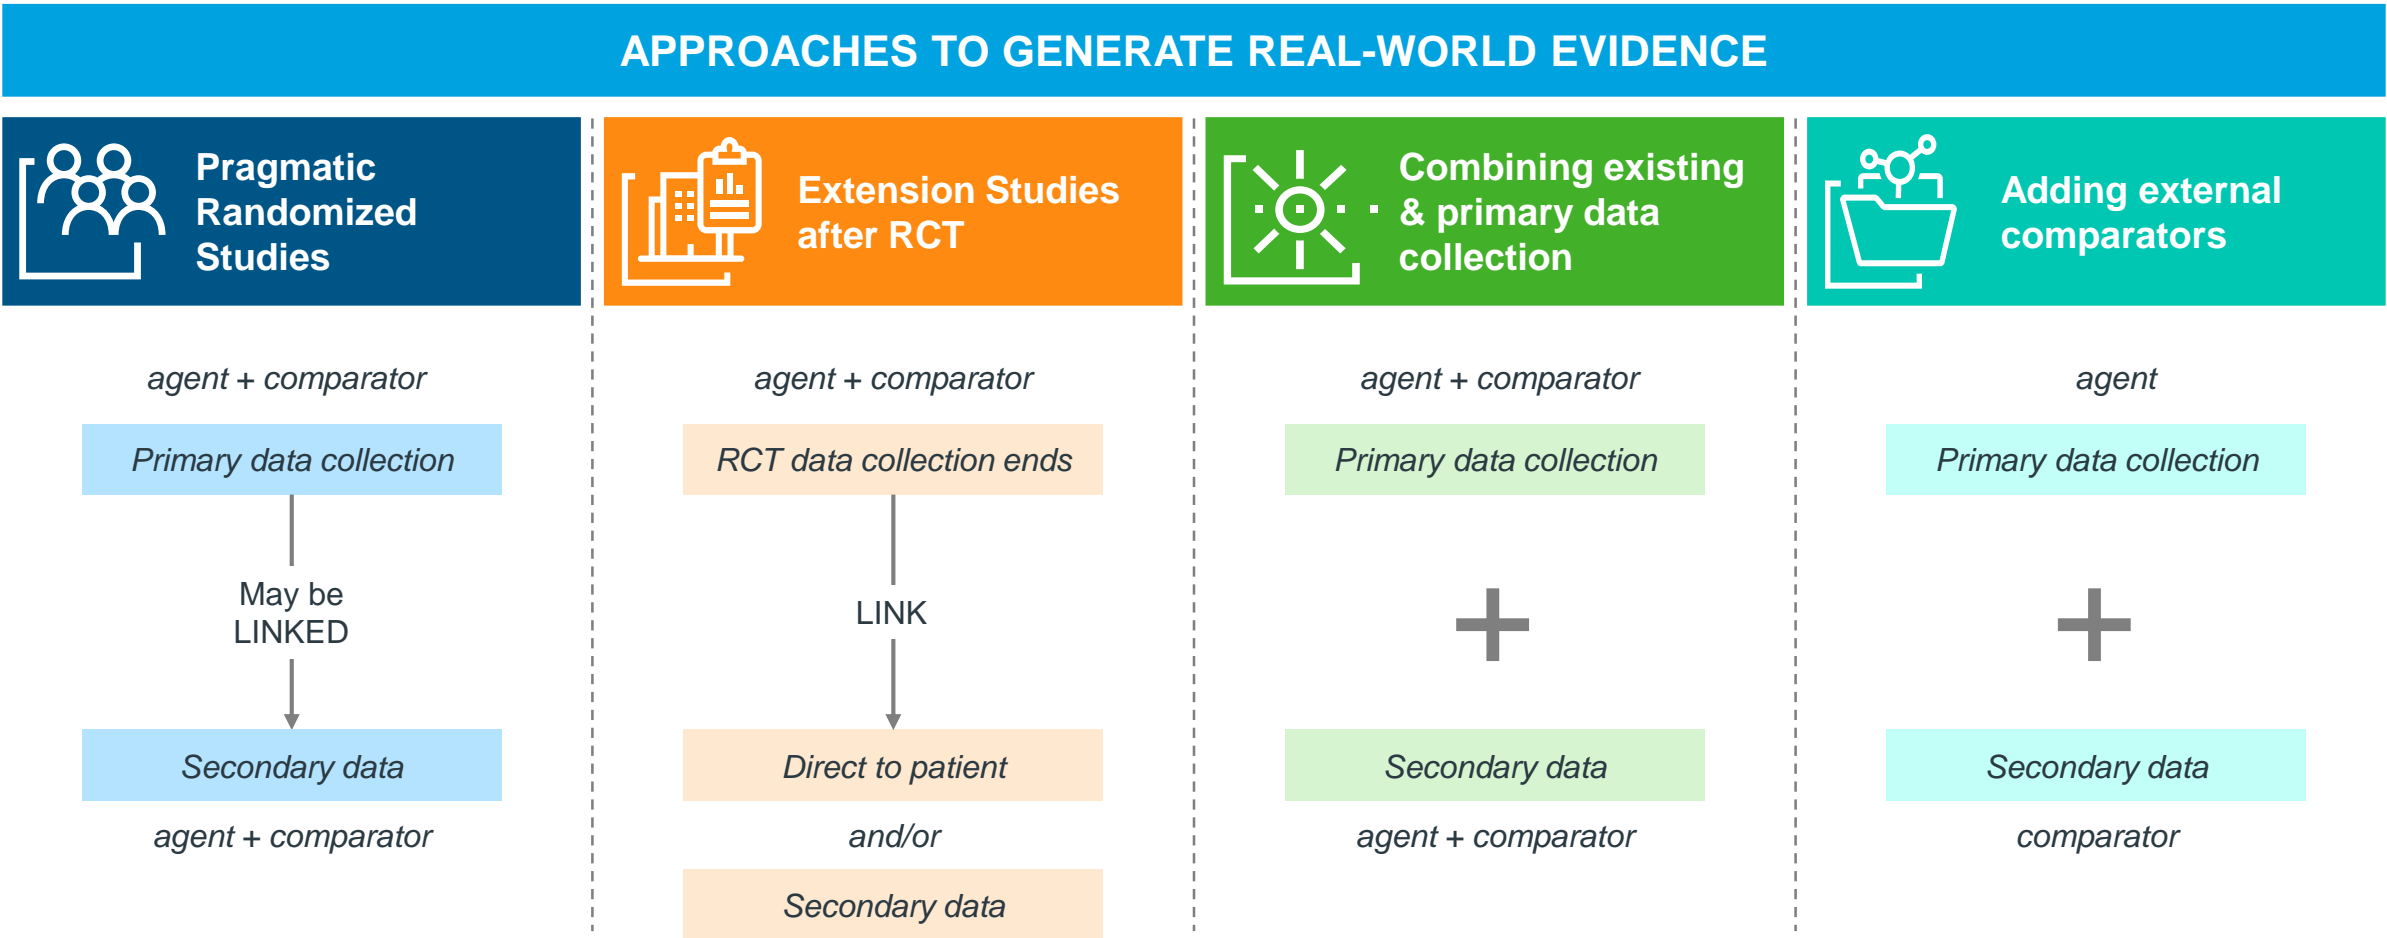 APPROACHES TO GENERATE REAL-WORLD EVIDENCE
Pragmatic
Randomized
Studies
agent + comparator
Primary data collection
May be
LINKED
Secondary data
agent + comparator
Extension Studies
after RCT
agent + comparator
RCT data collection ends
LINK
Direct to patient
and/or
Secondary data
Combining existing
& primary data
collection
agent + comparator
Primary data collection
+
Secondary data
agent + comparator
Adding external
comparators
agent
Primary data collection
+
Secondary data
comparator